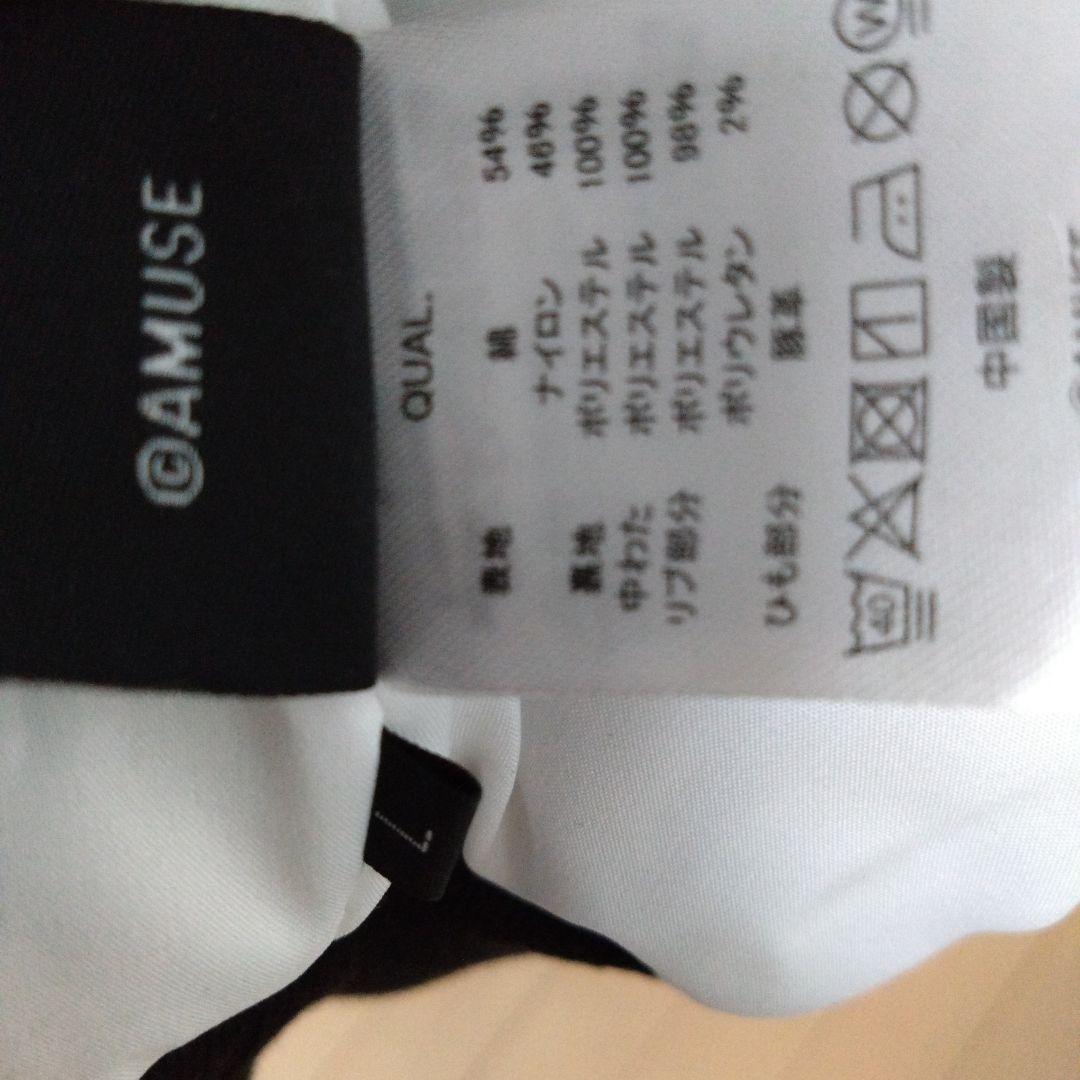 ©AMUSE
QUAL.
表地 綿 54%
ナイロン 46%
裏地 ポリエステル 100%
中わた ポリエステル 100%
リブ部分 ポリエステル 98%
ポリウレタン 2%
ひも部分 豚革
40
W
中国製
L